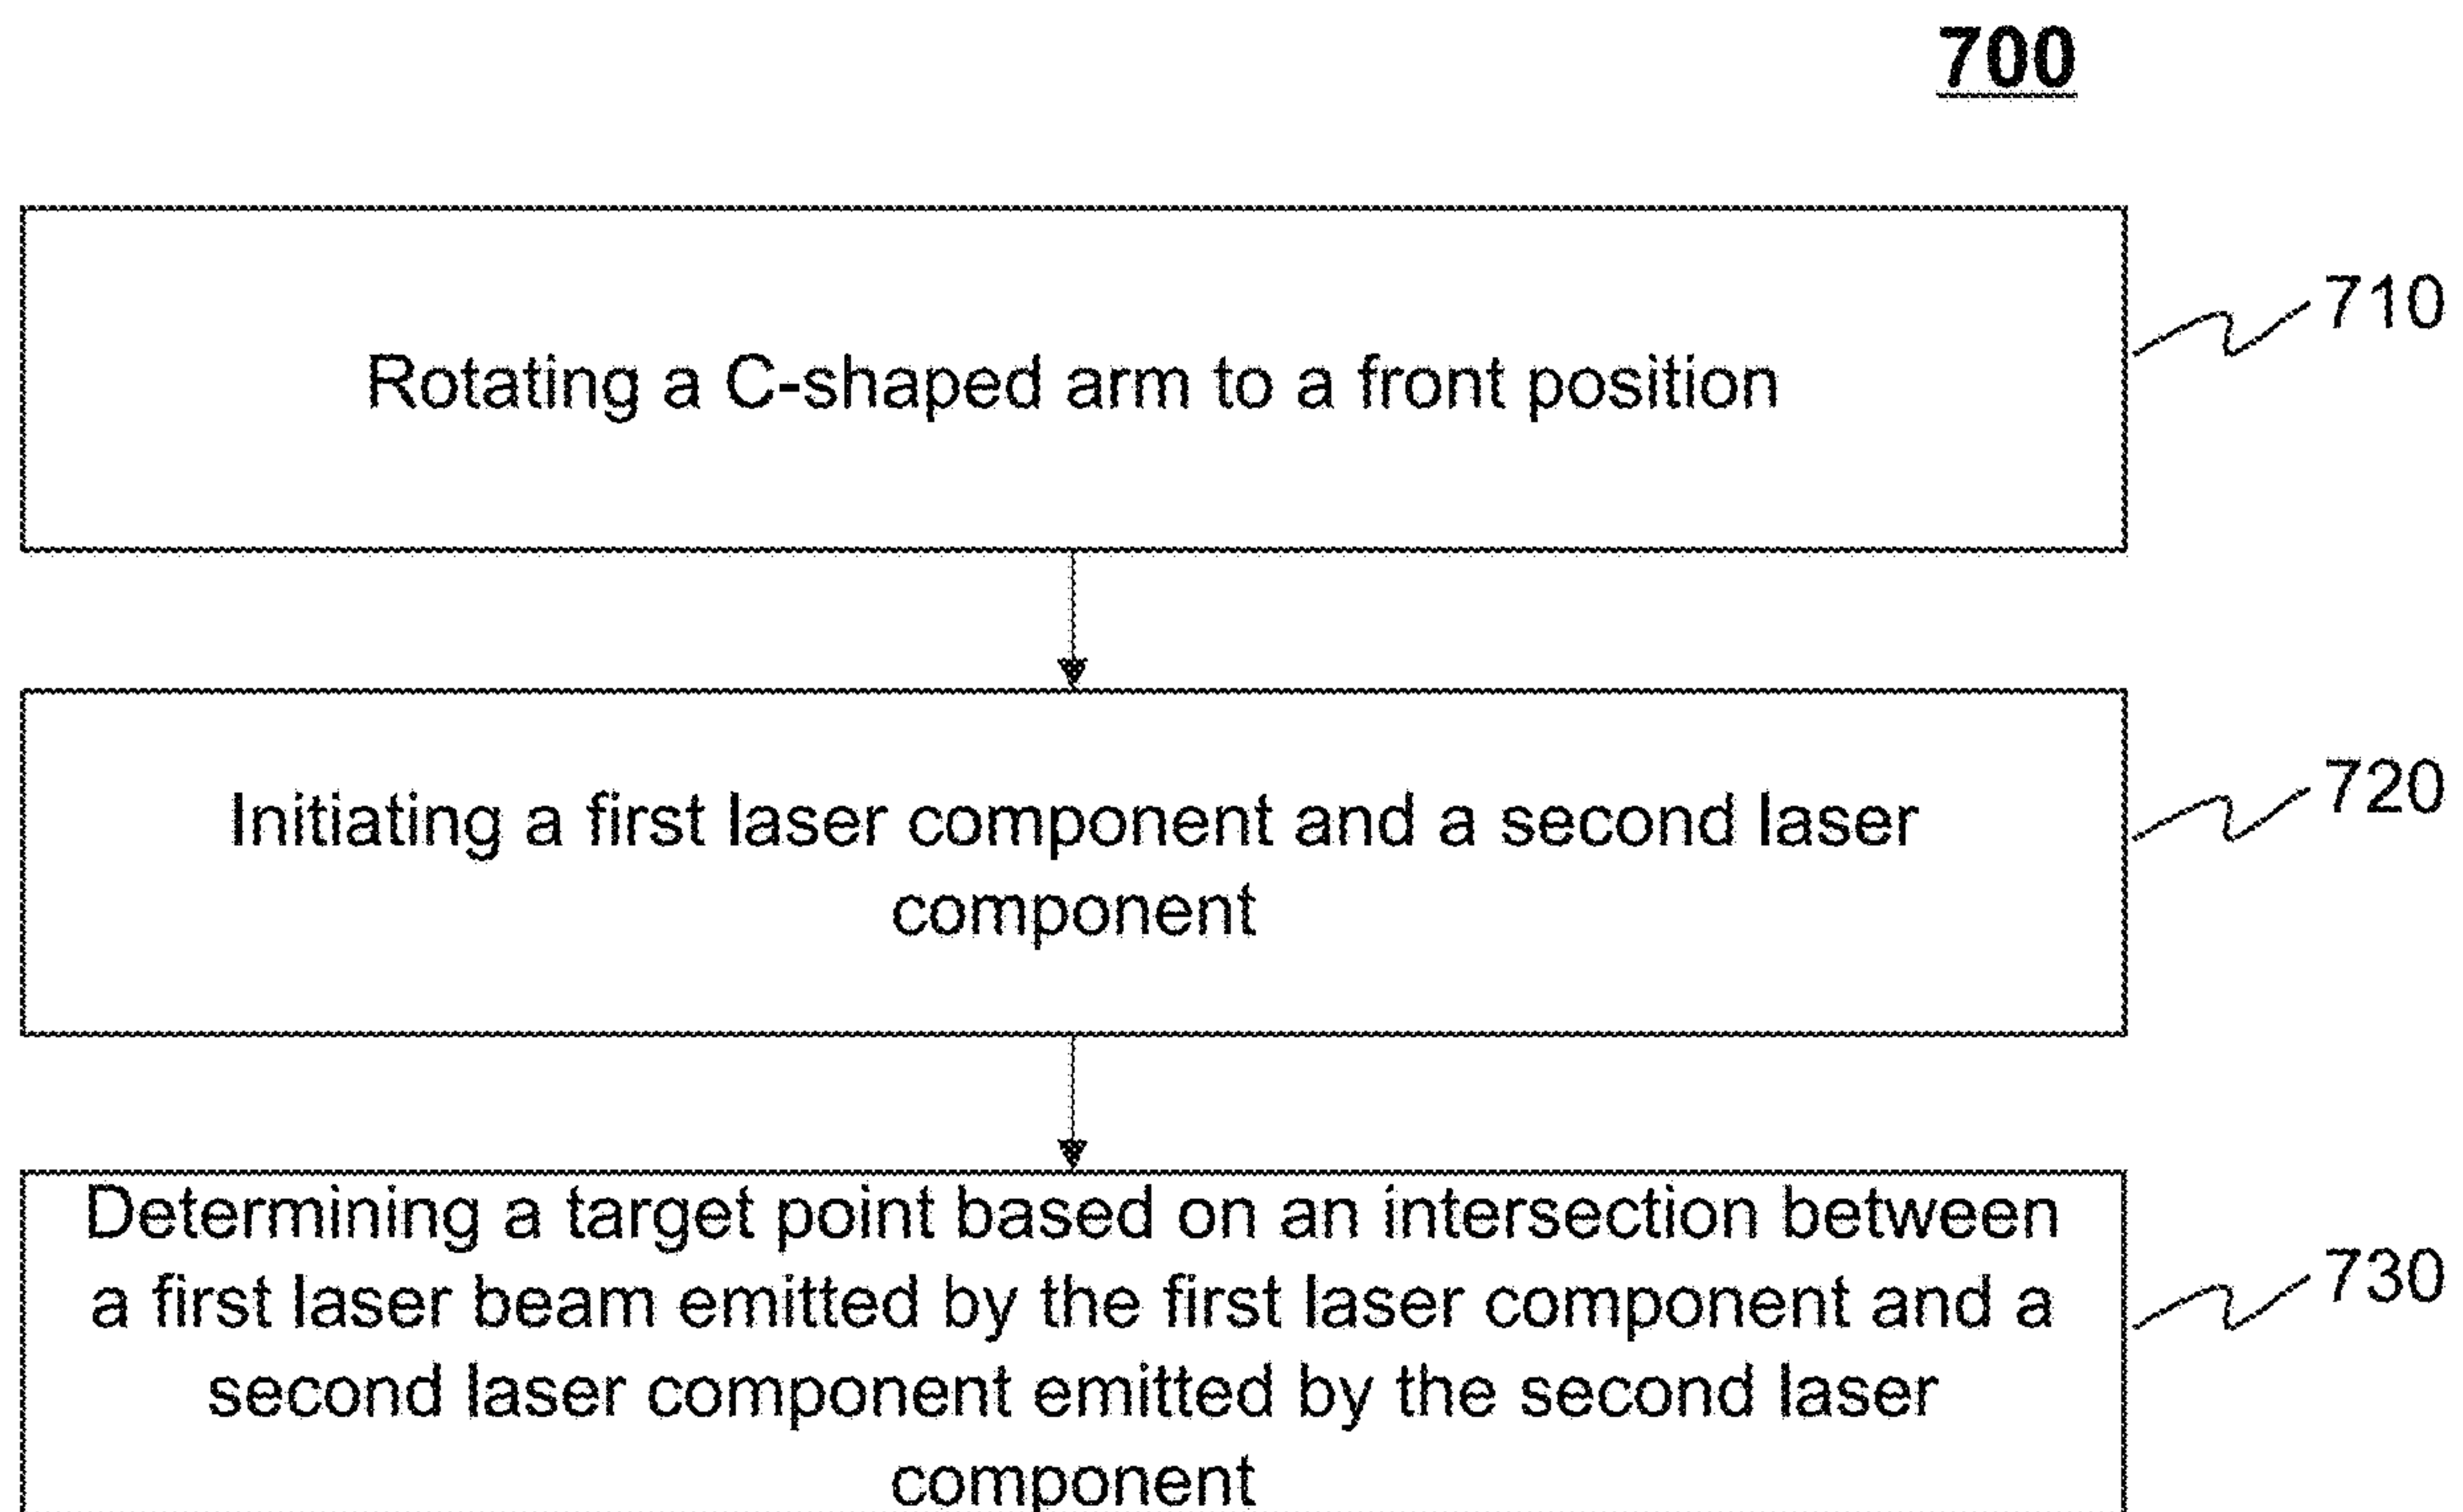 700
Rotating a C-shaped arm to a front position
710
Initiating a first laser component and a second laser
component
720
Determining a target point based on an intersection between
a first laser beam emitted by the first laser component and a
second laser component emitted by the second laser
component
730